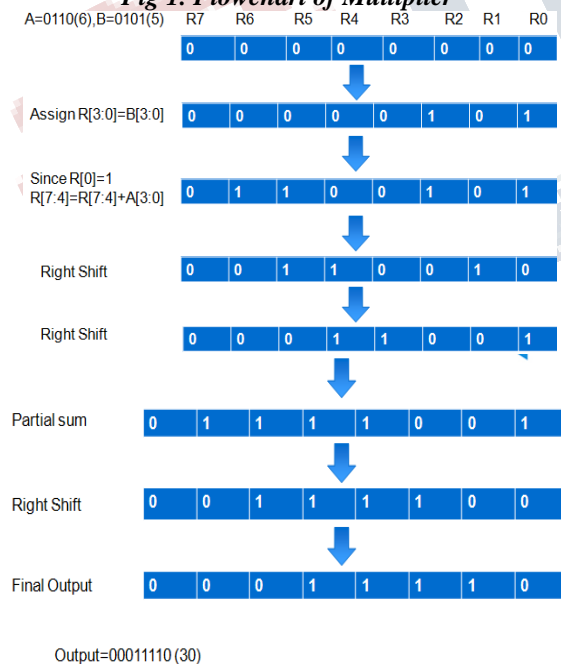 Fig 1: Flowchart of Multiplier
A=0110(6),B=0101(5) R7 R6 R5 R4 R3 R2 R1 R0
0 0 0 0 0 0 0 0
Assign R[3:0]=B[3:0] 0 0 0 0 0 1 0 1
Since R[0]=1
R[7:4]=R[7:4]+A[3:0] 0 1 1 0 0 1 0 1
Right Shift 0 0 1 1 0 0 1 0
Right Shift 0 0 0 1 1 0 0 1
Partial sum 0 1 1 1 1 0 0 1
Right Shift 0 0 1 1 1 1 0 0
Final Output 0 0 0 1 1 1 1 0
Output=00011110 (30)